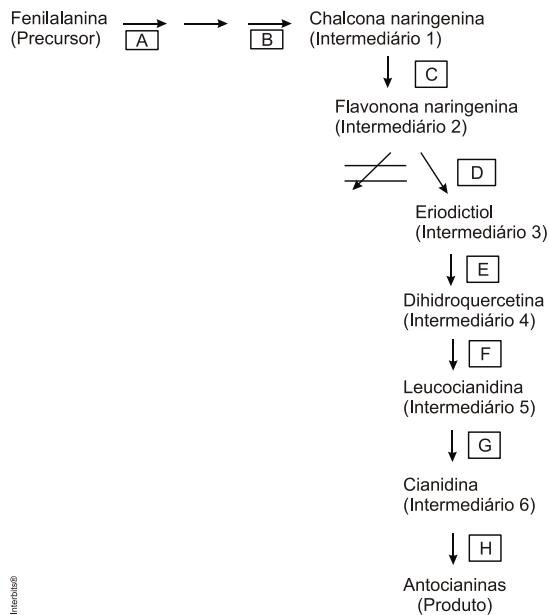 Fenilalanina
(Precursor)
A
B
Chalcona naringenina
(Intermediário 1)
C
Flavonona naringenina
(Intermediário 2)
D
Eriodictiol
(Intermediário 3)
E
Dihidroquercetina
(Intermediário 4)
F
Leucocianidina
(Intermediário 5)
G
Cianidina
(Intermediário 6)
H
Antocianinas
(Produto)
Interbits®